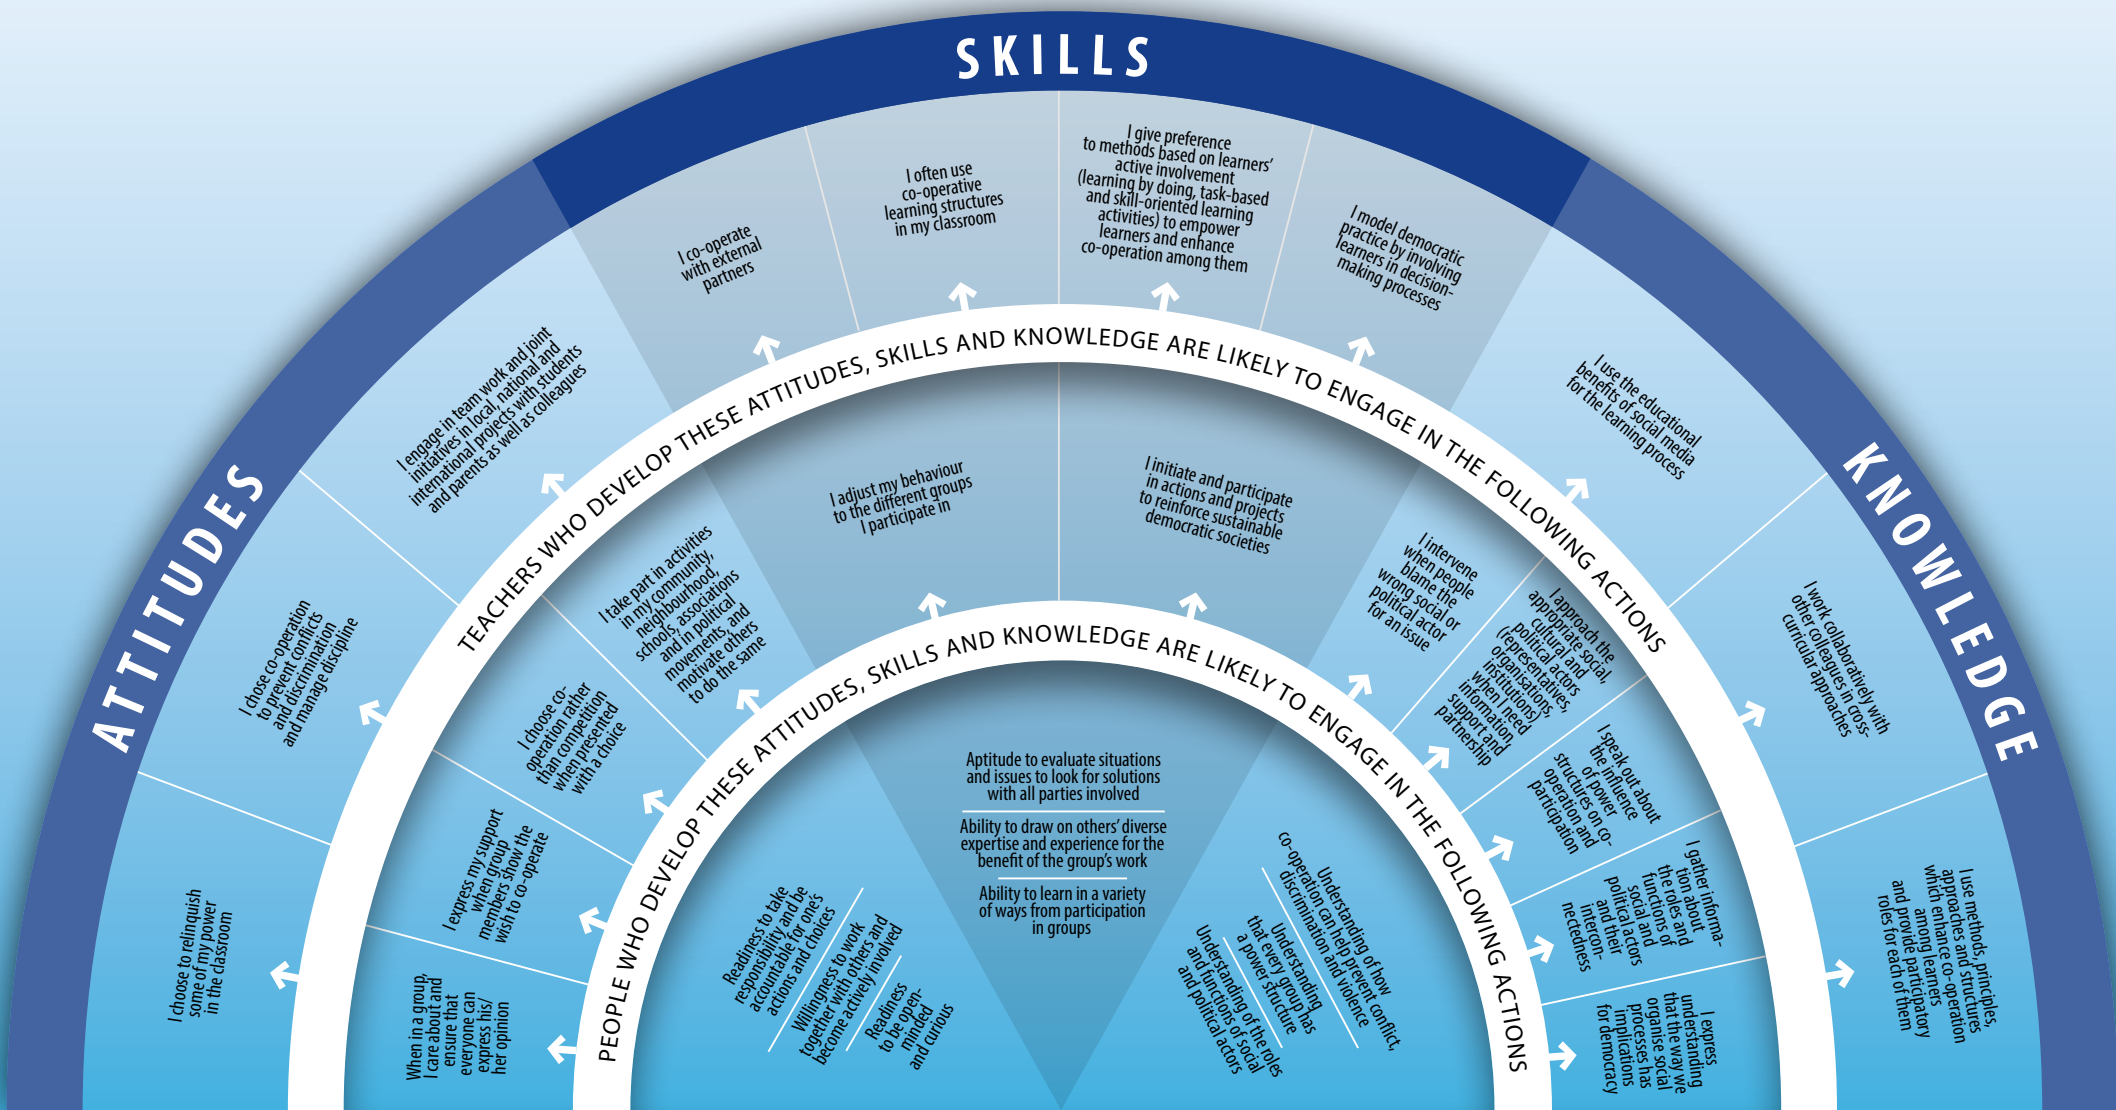 SKILLS
ATTITUDES
KNOWLEDGE
I choose to relinquish
some of my power
in the classroom
I chose co-operation
to prevent conflicts
and discrimination
and manage discipline
I engage in team work and joint
initiatives in local, national and
international projects with students
and parents as well as colleagues
I co-operate
with external
partners
I often use
co-operative
learning structures
in my classroom
I give preference
to methods based on learners’
active involvement
(learning by doing, task-based
and skill-oriented learning
activities) to empower
learners and enhance
co-operation among them
I model democratic
practice by involving
learners in decision-
making processes
I use the educational
benefits of social media
for the learning process
I work collaboratively with
other colleagues in cross-
curricular approaches
I use methods, principles,
approaches and structures
which enhance co-operation
among learners
and provide participatory
roles for each of them
TEACHERS WHO DEVELOP THESE ATTITUDES, SKILLS AND KNOWLEDGE ARE LIKELY TO ENGAGE IN THE FOLLOWING ACTIONS
When in a group,
I care about and
ensure that
everyone can
express his/
her opinion
I express my support
when group
members show the
wish to co-operate
I choose co-
operation rather
than competition
when presented
with a choice
I take part in activities
in my community,
neighbourhood,
schools, associations
and in political
movements, and
motivate others
to do the same
I adjust my behaviour
to the different groups
I participate in
I initiate and participate
in actions and projects
to reinforce sustainable
democratic societies
I intervene
when people
blame the
wrong social or
political actor
for an issue
I approach the
appropriate social,
cultural and
political actors
(representatives,
organisations,
institutions)
when I need
information,
support and
partnership
I speak out about
the influence
of power
structures on co-
operation and
participation
I gather informa-
tion about
the roles and
functions of
social and
political actors
and their
intercon-
nectedness
I express
understanding
that the way we
organise social
processes has
implications
for democracy
PEOPLE WHO DEVELOP THESE ATTITUDES, SKILLS AND KNOWLEDGE ARE LIKELY TO ENGAGE IN THE FOLLOWING ACTIONS
Readiness to take
responsibility and be
accountable for one’s
actions and choices
Willingness to work
together with others and
become actively involved
Readiness
to be open-
minded
and curious
Aptitude to evaluate situations
and issues to look for solutions
with all parties involved
Ability to draw on others’ diverse
expertise and experience for the
benefit of the group’s work
Ability to learn in a variety
of ways from participation
in groups
Understanding of how
co-operation can help prevent conflict,
discrimination and violence
Understanding
that every group has
a power structure
Understanding of the roles
and functions of social
and political actors